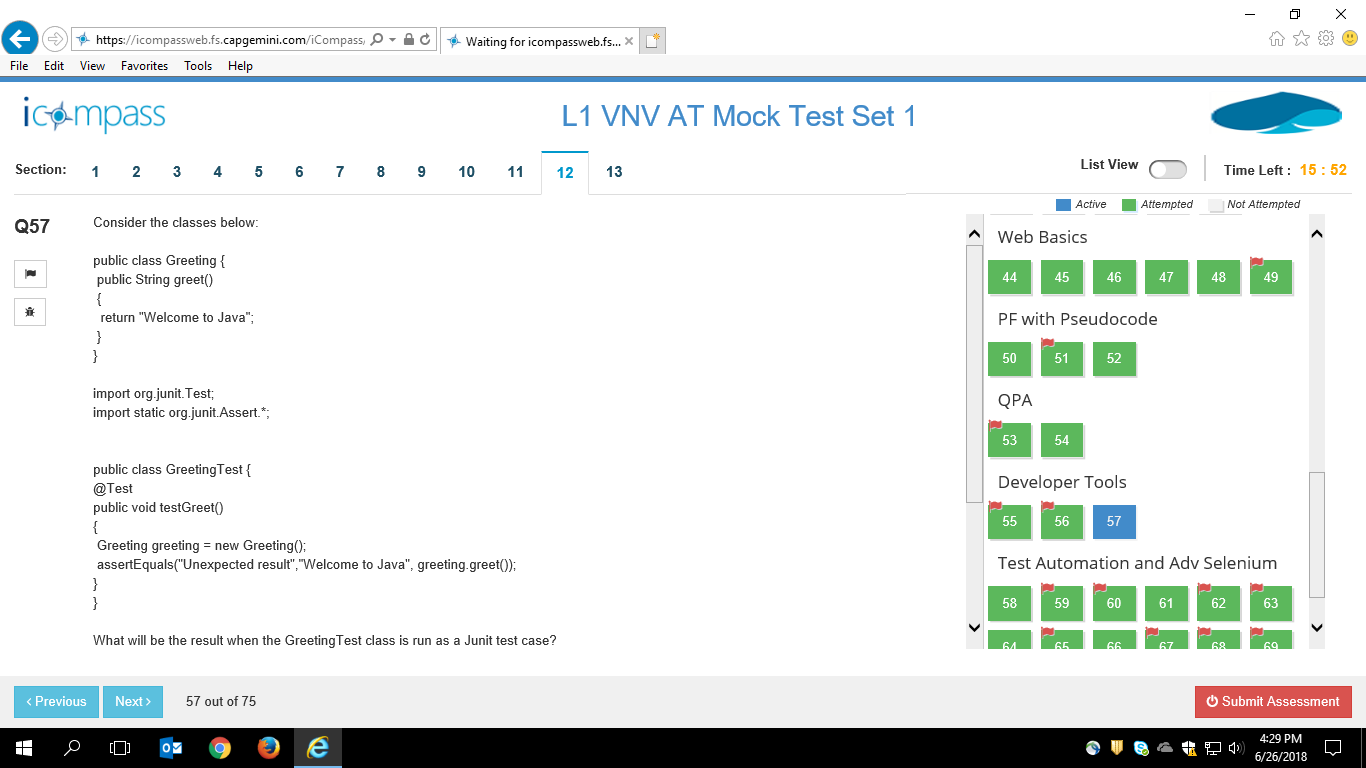 https://icompassweb.fs.capgemini.com/iCompass/
Waiting for icompassweb.fs...
File Edit View Favorites Tools Help
icompass
L1 VNV AT Mock Test Set 1
Section: 1 2 3 4 5 6 7 8 9 10 11 12 13
List View
Time Left : 15 : 52
Active Attempted Not Attempted
Q57
Consider the classes below:
public class Greeting {
public String greet()
{
return "Welcome to Java";
}
}
import org.junit.Test;
import static org.junit.Assert.*;
public class GreetingTest {
@Test
public void testGreet()
{
Greeting greeting = new Greeting();
assertEquals("Unexpected result","Welcome to Java", greeting.greet());
}
}
What will be the result when the GreetingTest class is run as a Junit test case?
Web Basics
44 45 46 47 48 49
PF with Pseudocode
50 51 52
QPA
53 54
Developer Tools
55 56 57
Test Automation and Adv Selenium
58 59 60 61 62 63
64 65 66 67 68 69
Previous Next 57 out of 75
Submit Assessment
4:29 PM
6/26/2018